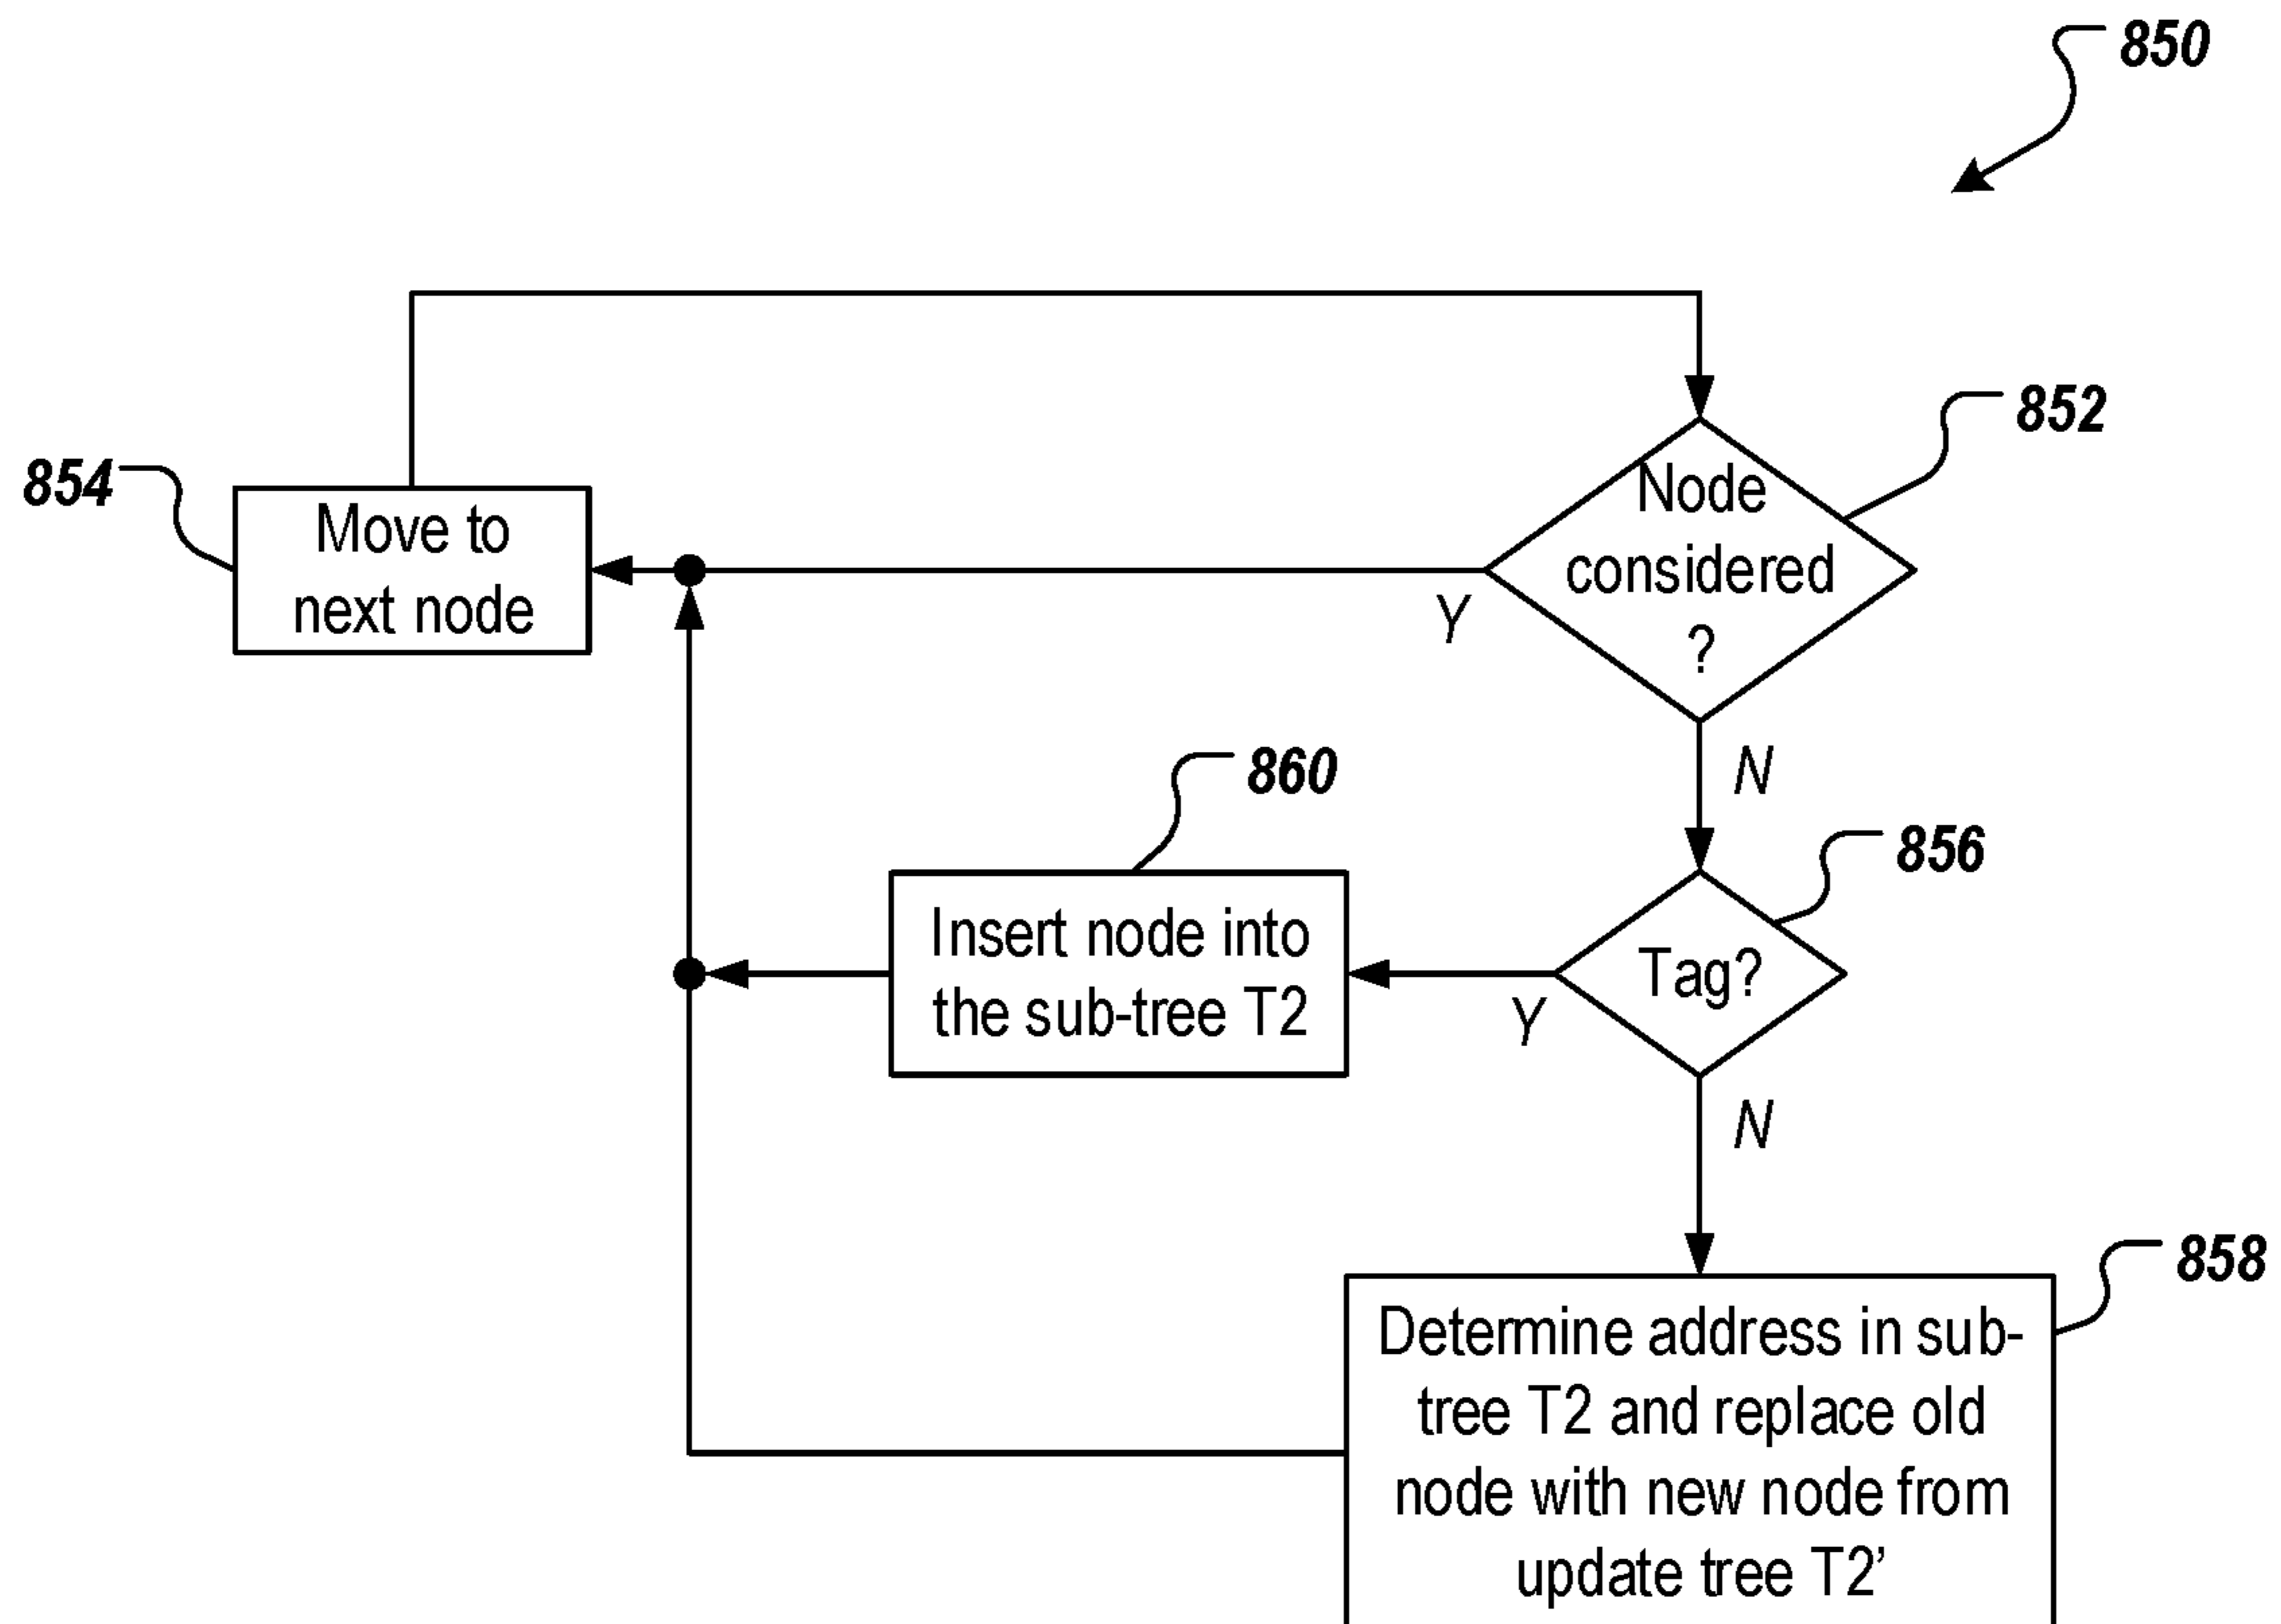 850
852
Node
considered
?
854
Move to
next node
Y
N
860
856
Insert node into
the sub-tree T2
Tag?
Y
N
858
Determine address in sub-
tree T2 and replace old
node with new node from
update tree T2’